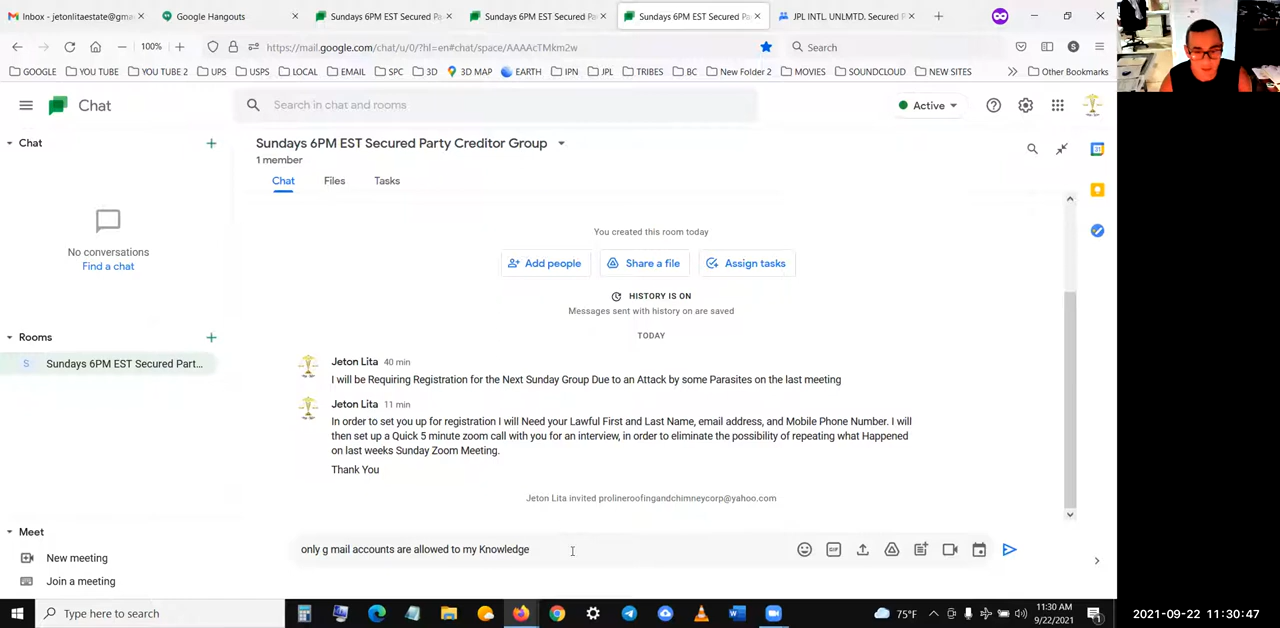 Inbox - jetonlitaestate@gma
Google Hangouts
Sundays 6PM EST Secured Pa
Sundays 6PM EST Secured Pa
Sundays 6PM EST Secured Pa
JPL INTL. UNLMTD. Secured P
100%
https://mail.google.com/chat/u/0/?hl=en#chat/space/AAAAcTMkm2w
Search
GOOGLE
YOU TUBE
YOU TUBE 2
UPS
USPS
LOCAL
EMAIL
SPC
3D
3D MAP
EARTH
IPN
JPL
TRIBES
BC
New Folder 2
MOVIES
SOUNDCLOUD
NEW SITES
Other Bookmarks
Chat
Search in chat and rooms
Active
Chat
Sundays 6PM EST Secured Party Creditor Group
1 member
Chat Files Tasks
No conversations
Find a chat
You created this room today
Add people
Share a file
Assign tasks
HISTORY IS ON
Messages sent with history on are saved
TODAY
Rooms
S Sundays 6PM EST Secured Part...
Jeton Lita 40 min
I will be Requiring Registration for the Next Sunday Group Due to an Attack by some Parasites on the last meeting
Jeton Lita 11 min
In order to set you up for registration I will Need your Lawful First and Last Name, email address, and Mobile Phone Number. I will
then set up a Quick 5 minute zoom call with you for an interview, in order to eliminate the possibility of repeating what Happened
on last weeks Sunday Zoom Meeting.
Thank You
Jeton Lita invited prolineroofingandchimneycorp@yahoo.com
only g mail accounts are allowed to my Knowledge
GIF
Meet
New meeting
Join a meeting
Type here to search
75°F
11:30 AM
9/22/2021
2021-09-22 11:30:47